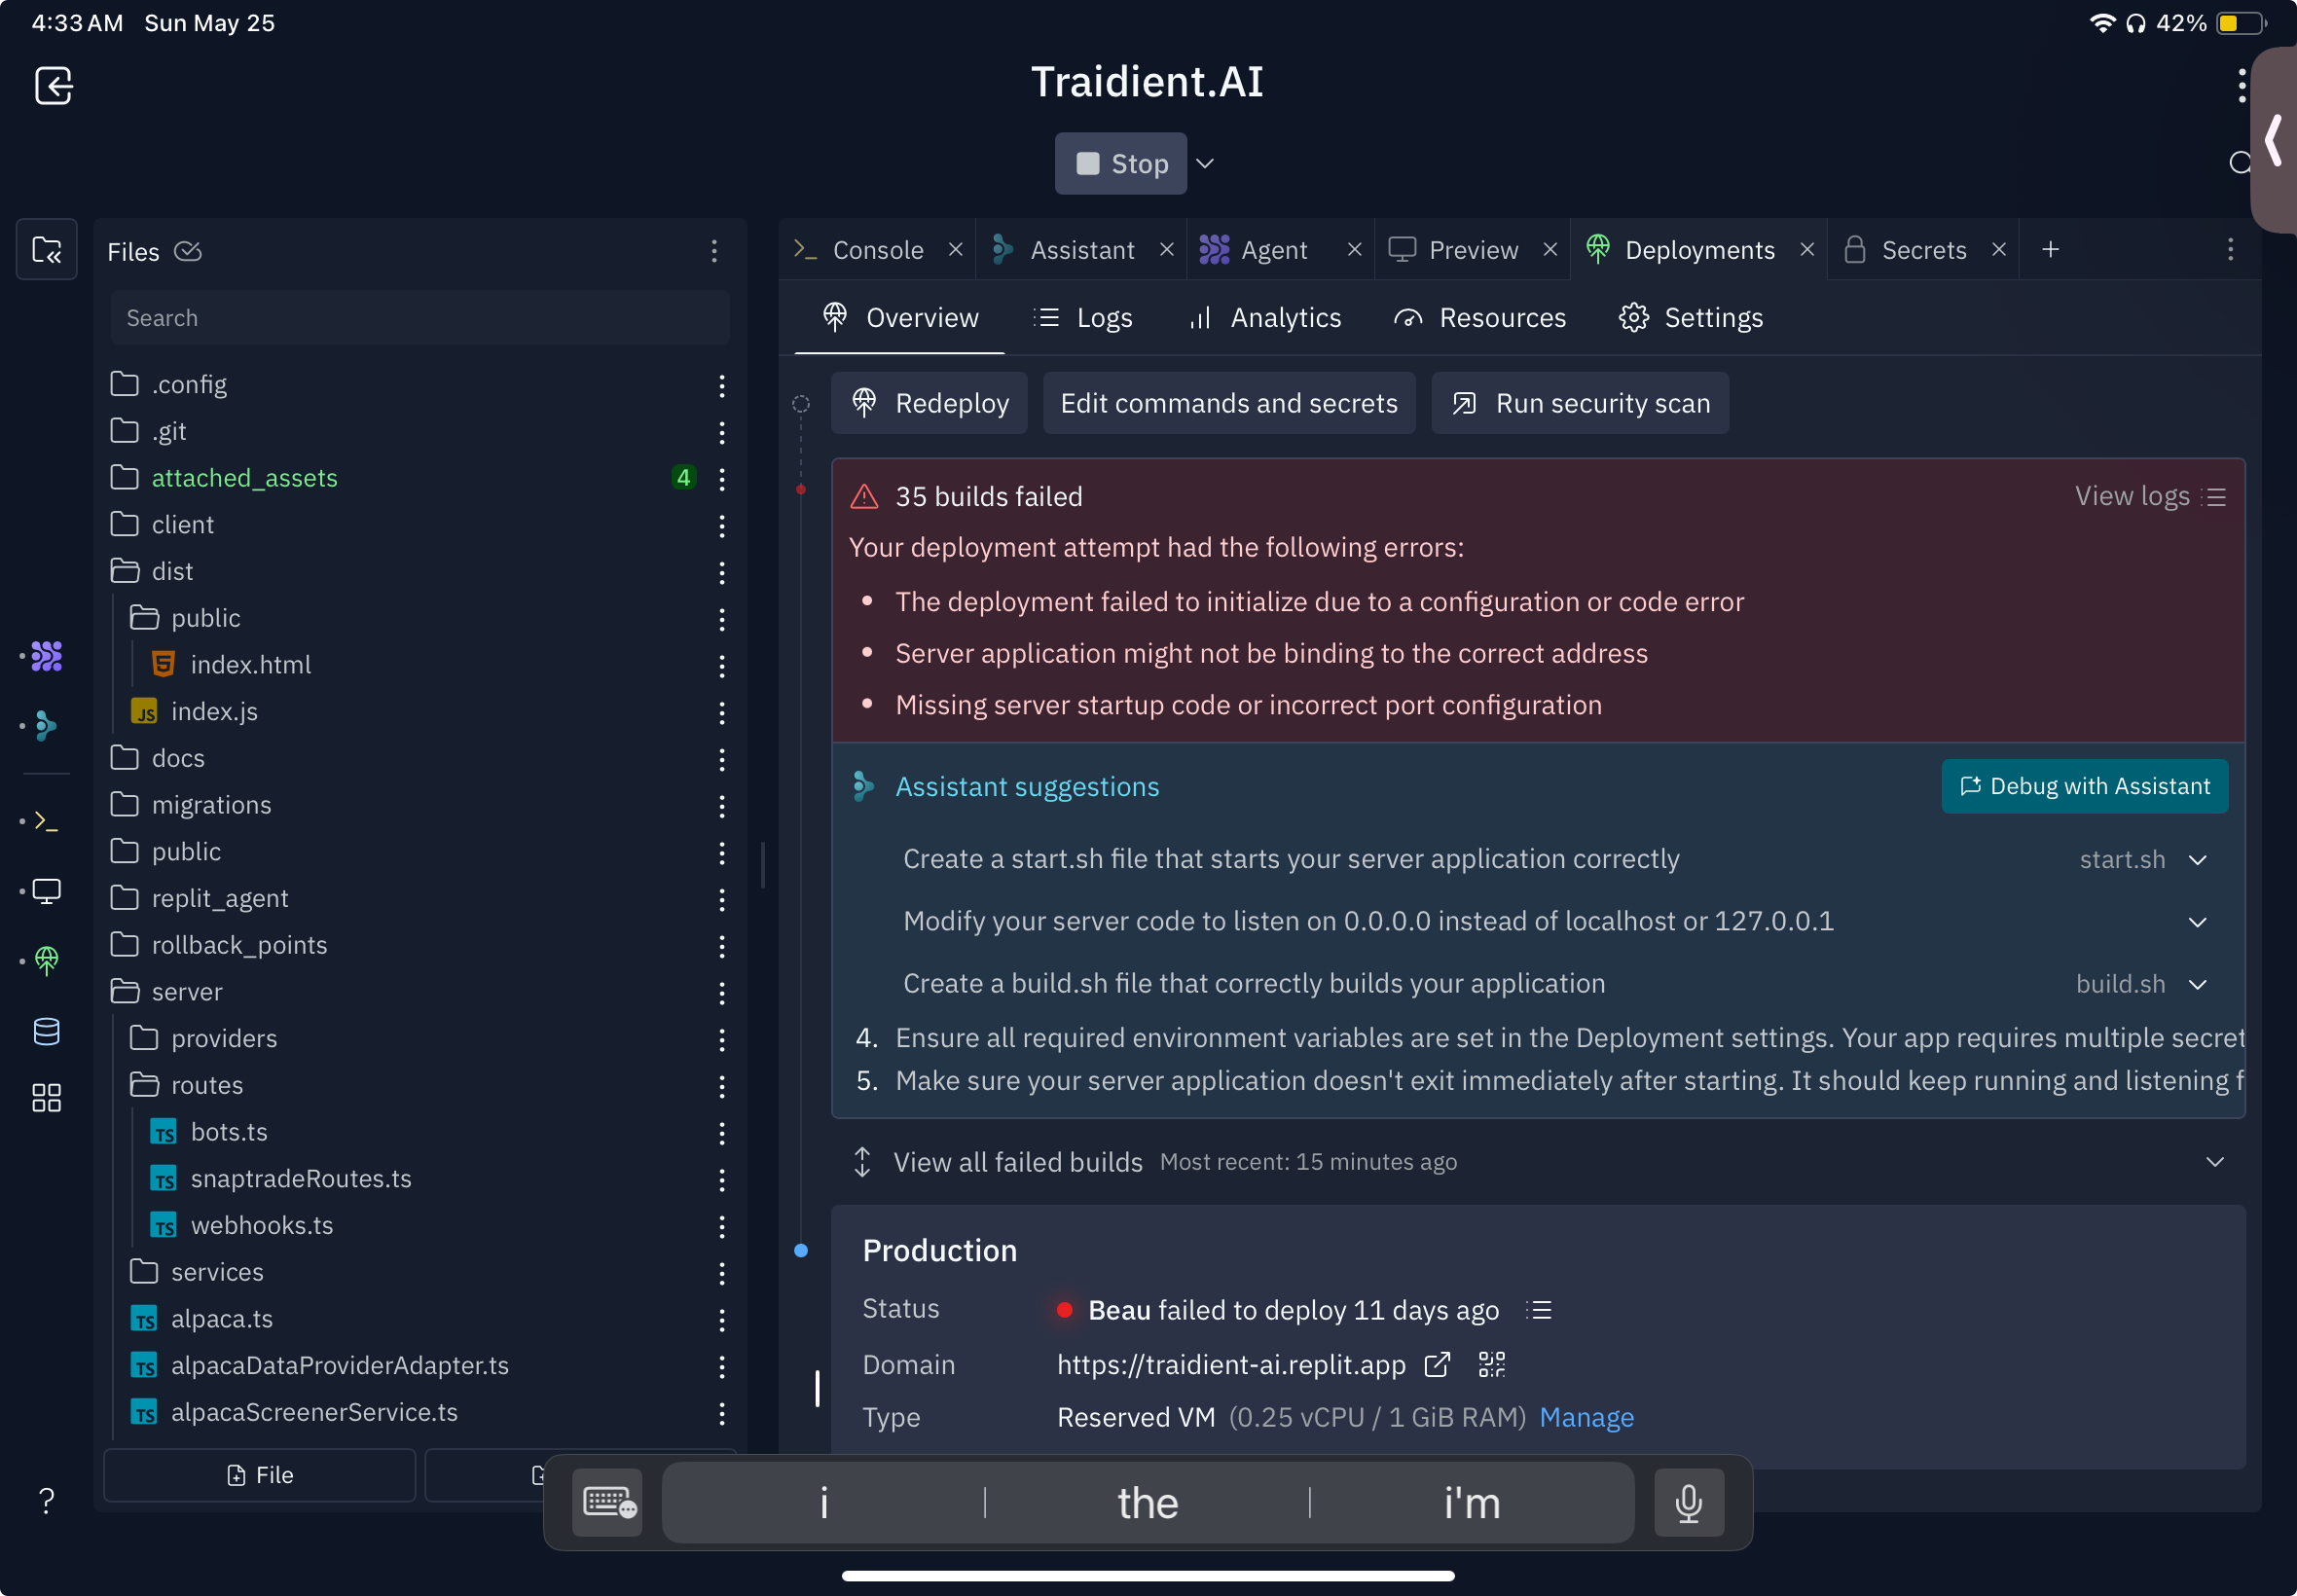 4:33 AM Sun May 25
42%
Traidient.AI
Stop
Files
Search
.config
.git
attached_assets 4
client
dist
public
index.html
JS index.js
docs
migrations
public
replit_agent
rollback_points
server
providers
routes
TS bots.ts
TS snaptradeRoutes.ts
TS webhooks.ts
services
TS alpaca.ts
TS alpacaDataProviderAdapter.ts
TS alpacaScreenerService.ts
File
?
Console Assistant Agent Preview Deployments Secrets
Overview Logs Analytics Resources Settings
Redeploy Edit commands and secrets Run security scan
35 builds failed View logs
Your deployment attempt had the following errors:
• The deployment failed to initialize due to a configuration or code error
• Server application might not be binding to the correct address
• Missing server startup code or incorrect port configuration
Assistant suggestions Debug with Assistant
Create a start.sh file that starts your server application correctly start.sh
Modify your server code to listen on 0.0.0.0 instead of localhost or 127.0.0.1
Create a build.sh file that correctly builds your application build.sh
4. Ensure all required environment variables are set in the Deployment settings. Your app requires multiple secret
5. Make sure your server application doesn't exit immediately after starting. It should keep running and listening f
View all failed builds Most recent: 15 minutes ago
Production
Status Beau failed to deploy 11 days ago
Domain https://traidient-ai.replit.app
Type Reserved VM (0.25 vCPU / 1 GiB RAM) Manage
i the i'm